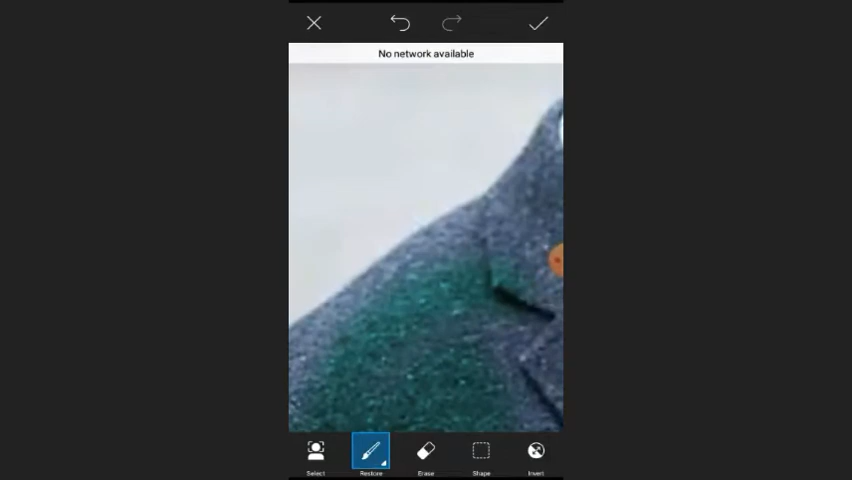 No network available
Select
Restore
Erase
Shape
Invert